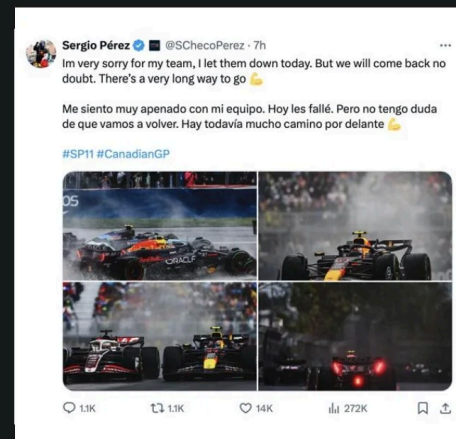 Sergio Pérez @SChecoPerez · 7h
Im very sorry for my team, I let them down today. But we will come back no
doubt. There's a very long way to go 💪
Me siento muy apenado con mi equipo. Hoy les fallé. Pero no tengo duda
de que vamos a volver. Hay todavía mucho camino por delante 💪
#SP11 #CanadianGP
ORACLE
1.1K 1.1K 14K 272K